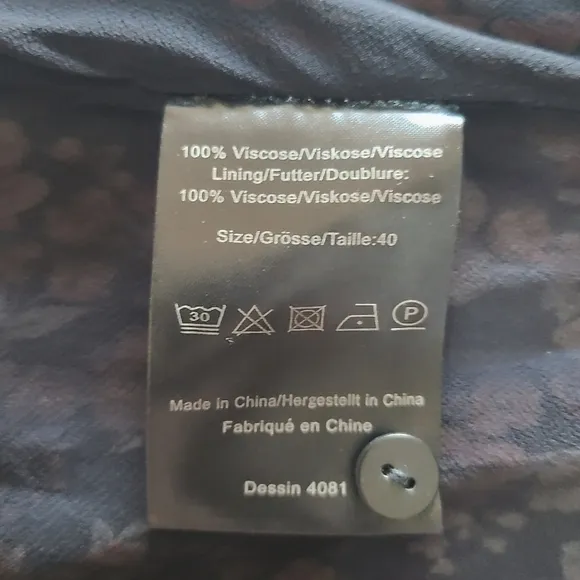 100% Viscose/Viskose/Viscose
Lining/Futter/Doublure:
100% Viscose/Viskose/Viscose
Size/Grösse/Taille:40
30 P
Made in China/Hergestellt in China
Fabriqué en Chine
Dessin 4081